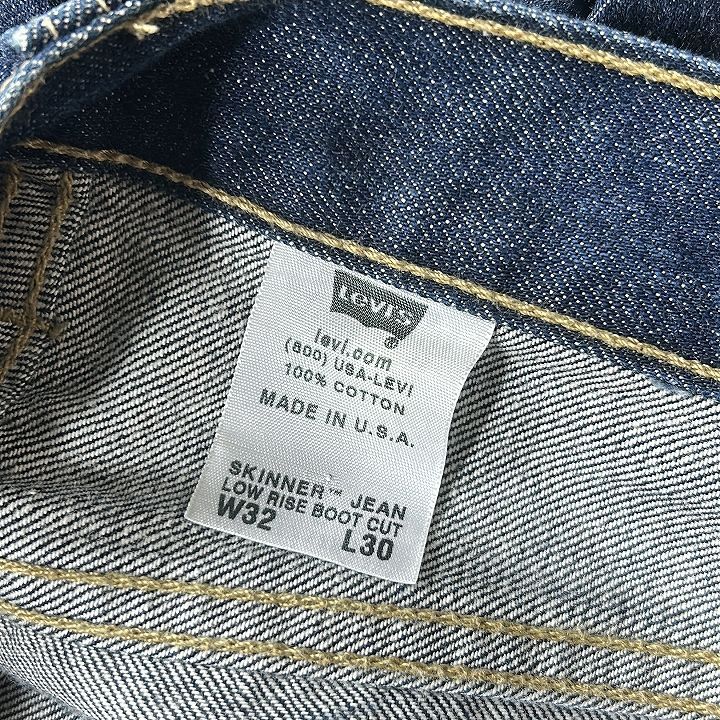 Levi's
levi.com
(800) USA-LEVI
100% COTTON
MADE IN U.S.A.
SKINNER™ JEAN
LOW RISE BOOT CUT
W32 L30